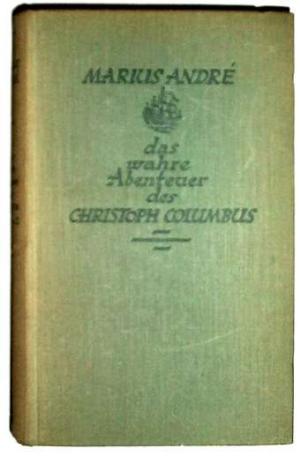 MARIUS ANDRÉ
das
wahre
Abenteuer
des
CHRISTOPH COLUMBUS